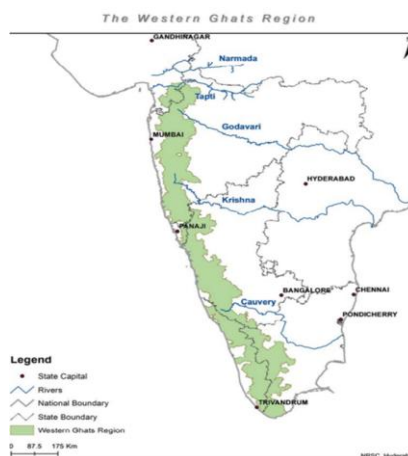 The Western Ghats Region
GANDHINAGAR
Narmada
Tapti
MUMBAI
Godavari
HYDERABAD
Krishna
PANAJI
BANGALORE
CHENNAI
Cauvery
PONDICHERRY
TRIVANDRUM
Legend
State Capital
Rivers
National Boundary
State Boundary
Western Ghats Region
0 87.5 175 Km